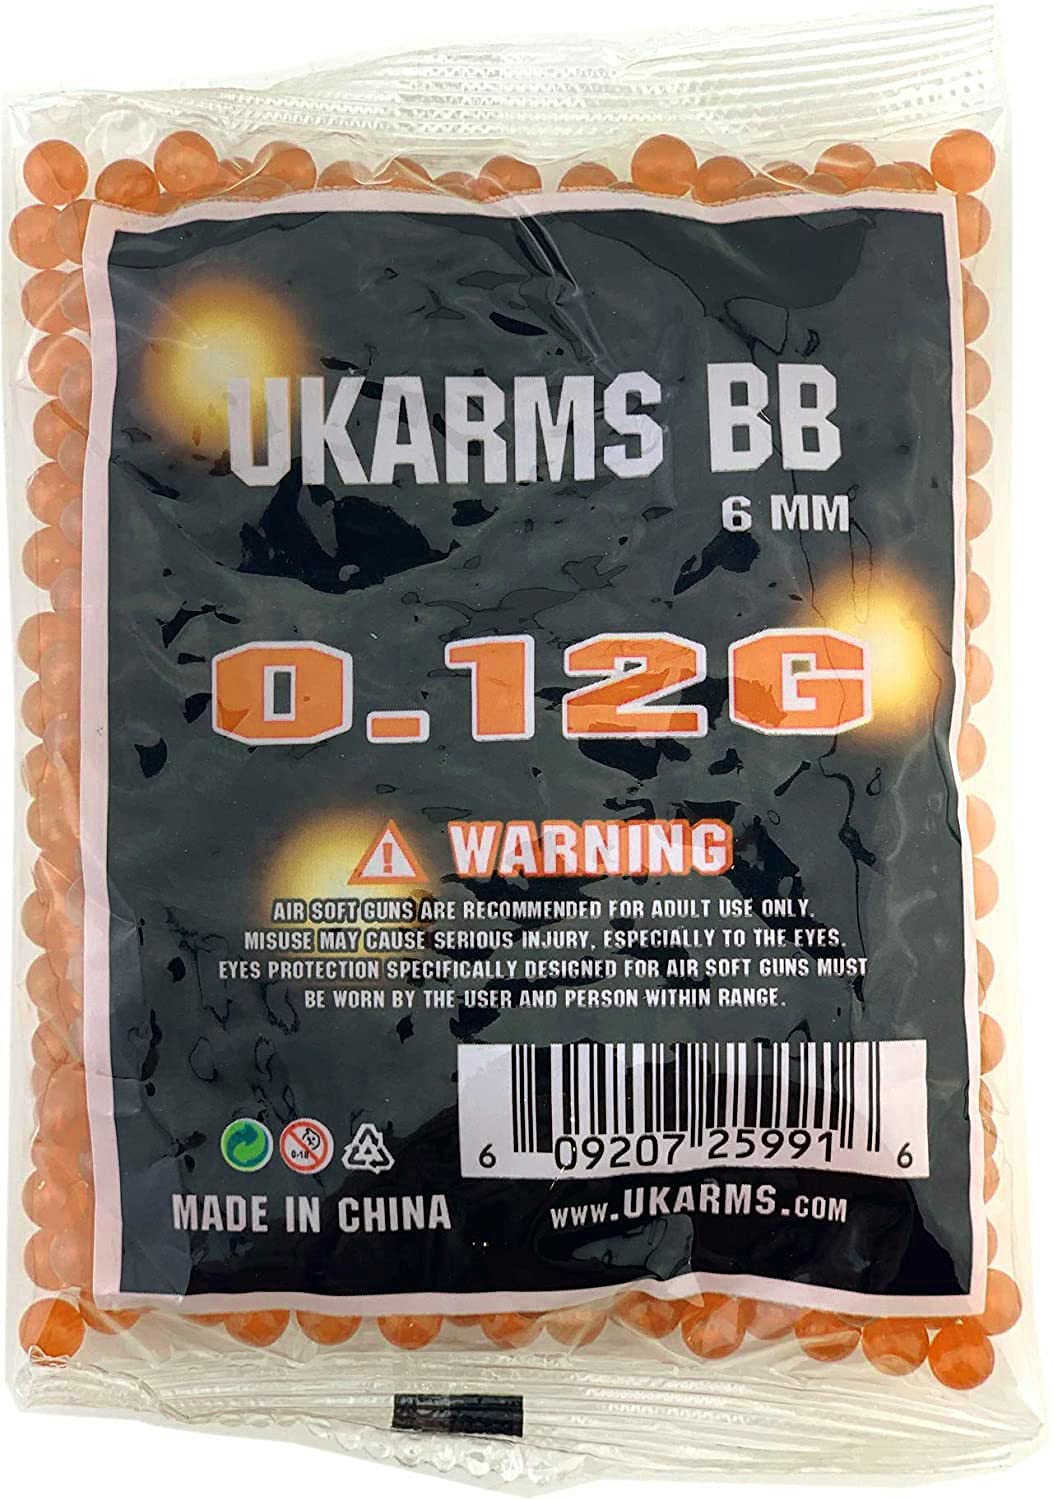 UKARMS BB
6 MM
0.12G
! WARNING
AIR SOFT GUNS ARE RECOMMENDED FOR ADULT USE ONLY.
MISUSE MAY CAUSE SERIOUS INJURY, ESPECIALLY TO THE EYES.
EYES PROTECTION SPECIFICALLY DESIGNED FOR AIR SOFT GUNS MUST
BE WORN BY THE USER AND PERSON WITHIN RANGE.
6 09207 25991 6
0-18
MADE IN CHINA
www.UKARMS.com